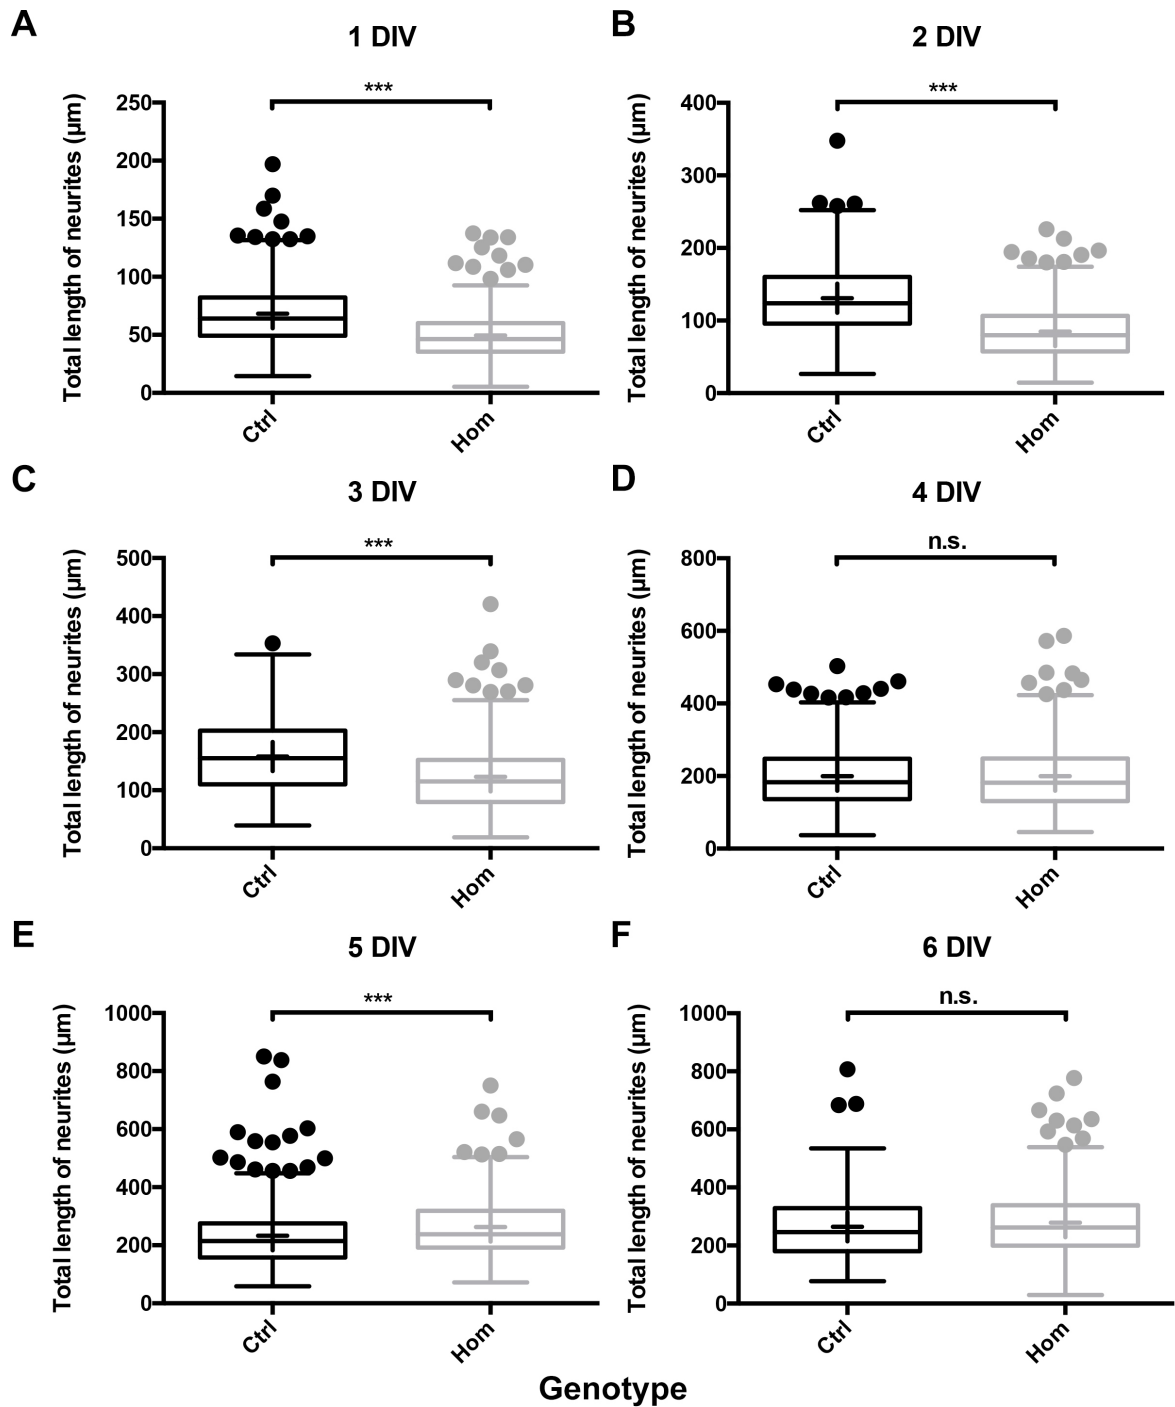 A
1 DIV
***
Total length of neurites (µm)
250
200
150
100
50
0
Ctrl
Hom
B
2 DIV
***
Total length of neurites (µm)
400
300
200
100
0
Ctrl
Hom
C
3 DIV
***
Total length of neurites (µm)
500
400
300
200
100
0
Ctrl
Hom
D
4 DIV
n.s.
Total length of neurites (µm)
800
600
400
200
0
Ctrl
Hom
E
5 DIV
***
Total length of neurites (µm)
1000
800
600
400
200
0
Ctrl
Hom
F
6 DIV
n.s.
Total length of neurites (µm)
1000
800
600
400
200
0
Ctrl
Hom
Genotype